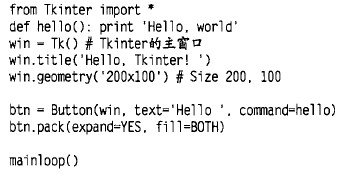 from Tkinter import *
def hello(): print 'Hello, world'
win = Tk() # Tkinter的主窗口
win.title('Hello, Tkinter! ')
win.geometry('200x100') # Size 200, 100
btn = Button(win, text='Hello ', command=hello)
btn.pack(expand=YES, fill=BOTH)
mainloop()